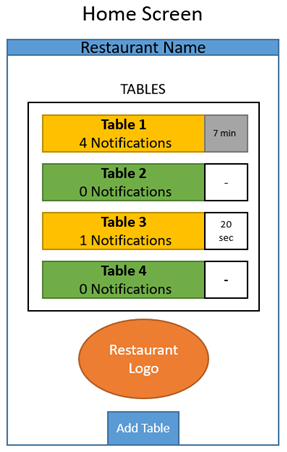 Home Screen
Restaurant Name
TABLES
Table 1
4 Notifications
7 min
Table 2
0 Notifications
-
Table 3
1 Notifications
20
sec
Table 4
0 Notifications
-
Restaurant
Logo
Add Table